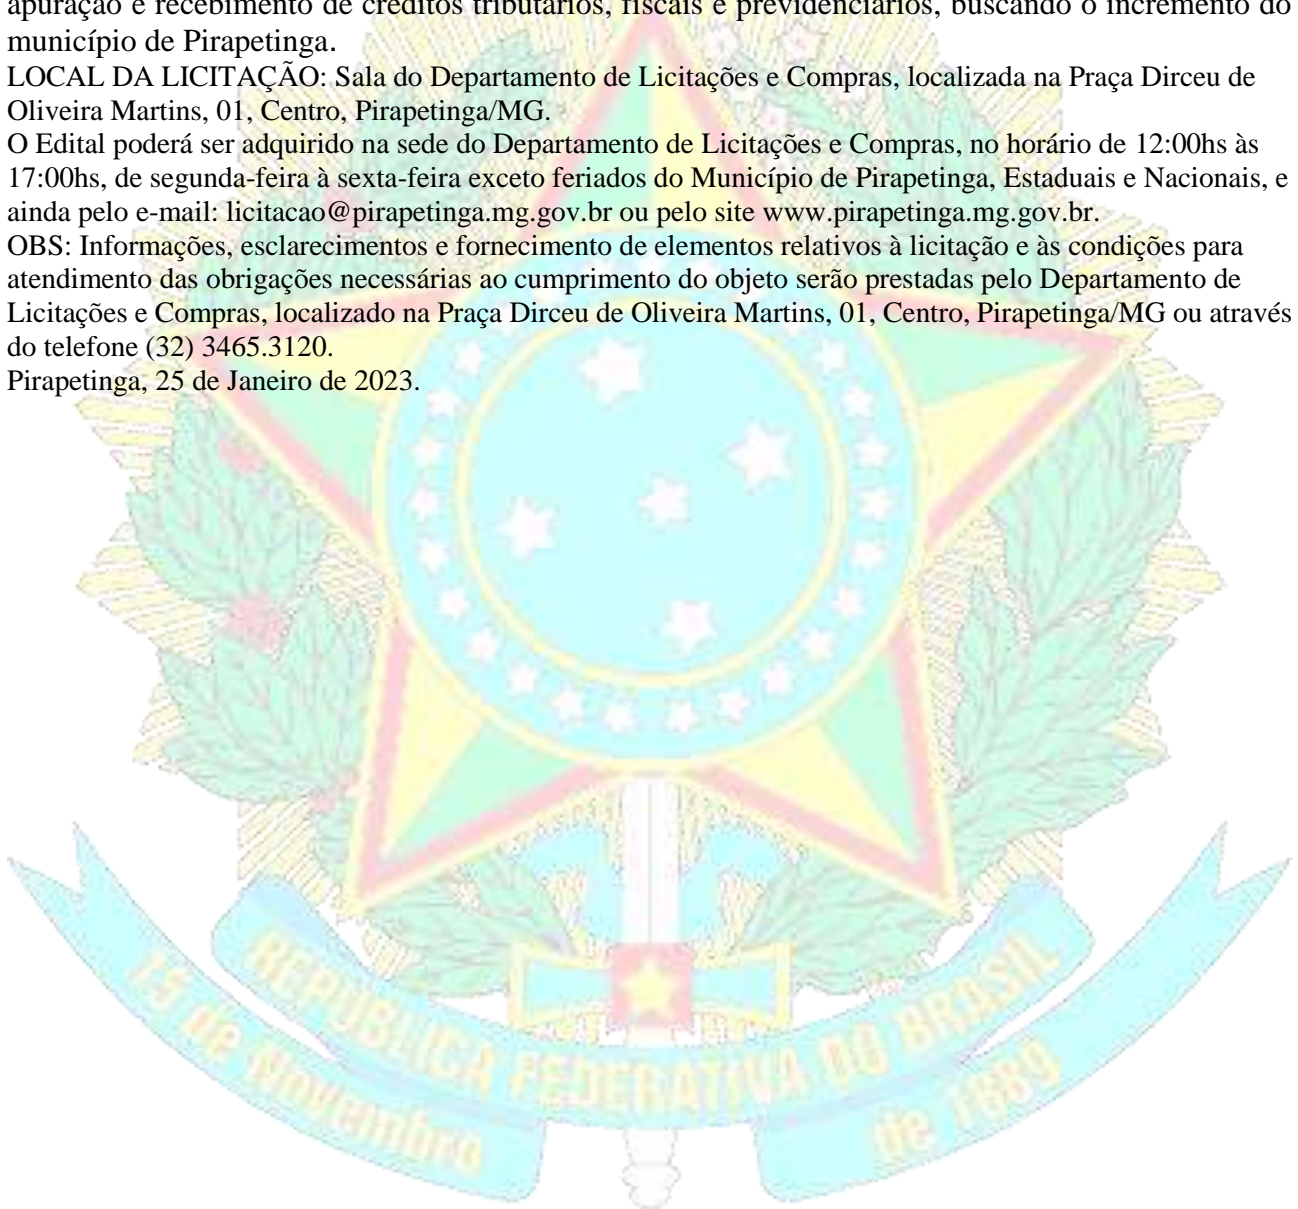 apuração e recebimento de créditos tributários, fiscais e previdenciários, buscando o incremento do
município de Pirapetinga.
LOCAL DA LICITAÇÃO: Sala do Departamento de Licitações e Compras, localizada na Praça Dirceu de
Oliveira Martins, 01, Centro, Pirapetinga/MG.
O Edital poderá ser adquirido na sede do Departamento de Licitações e Compras, no horário de 12:00hs às
17:00hs, de segunda-feira à sexta-feira exceto feriados do Município de Pirapetinga, Estaduais e Nacionais, e
ainda pelo e-mail: licitacao@pirapetinga.mg.gov.br ou pelo site www.pirapetinga.mg.gov.br.
OBS: Informações, esclarecimentos e fornecimento de elementos relativos à licitação e às condições para
atendimento das obrigações necessárias ao cumprimento do objeto serão prestadas pelo Departamento de
Licitações e Compras, localizado na Praça Dirceu de Oliveira Martins, 01, Centro, Pirapetinga/MG ou através
do telefone (32) 3465.3120.
Pirapetinga, 25 de Janeiro de 2023.
REPÚBLICA FEDERATIVA DO BRASIL
15 de Novembro
de 1889